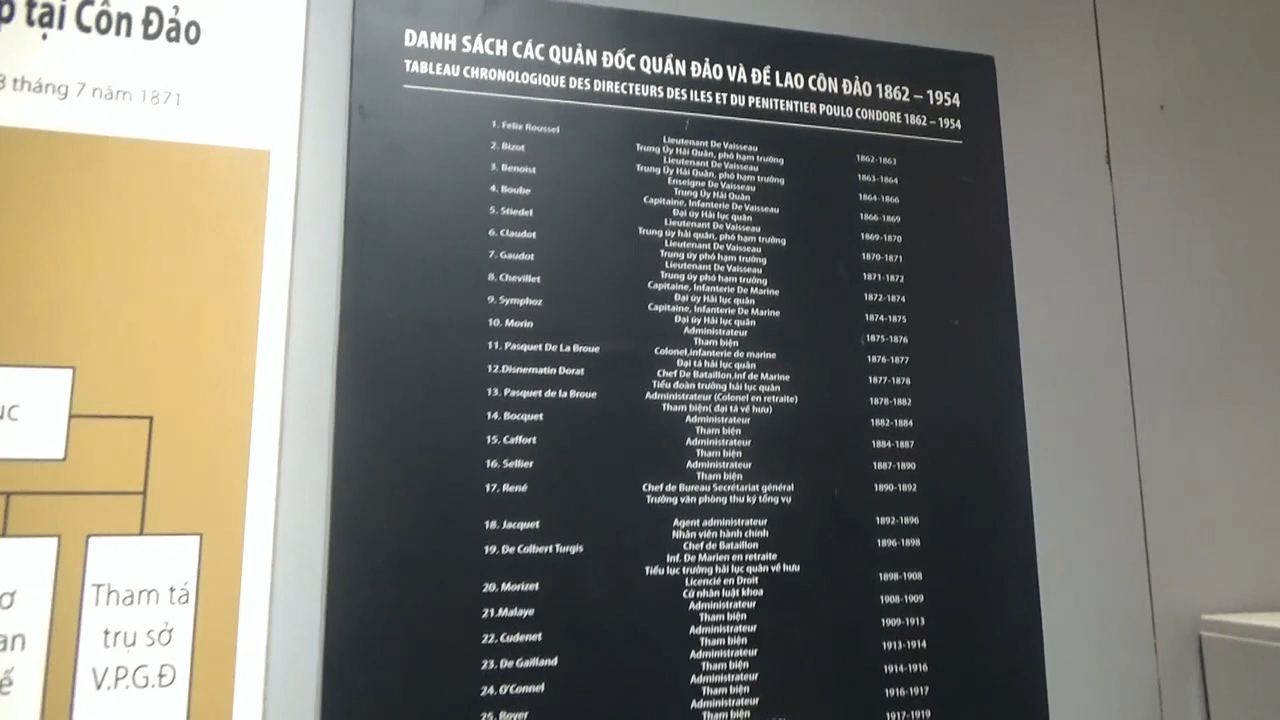 tại Côn Đảo
tháng 7 năm 1871
Tham tá
trụ sở
V.P.G.Đ
DANH SÁCH CÁC QUẢN ĐỐC QUẦN ĐẢO VÀ ĐỀ LAO CÔN ĐẢO 1862 – 1954
TABLEAU CHRONOLOGIQUE DES DIRECTEURS DES ILES ET DU PENITENTIER POULO CONDORE 1862 – 1954
1. Felix Roussel
Lieutenant De Vaisseau
Trung Úy Hải Quân, phó hạm trưởng
1862-1863
2. Bizot
Lieutenant De Vaisseau
Trung Úy Hải Quân, phó hạm trưởng
1863-1864
3. Benoist
Enseigne De Vaisseau
Trung Úy Hải Quân
1864-1866
4. Boube
Capitaine, Infanterie De Vaisseau
Đại úy Hải lục quân
1866-1869
5. Stiedel
Lieutenant De Vaisseau
Trung úy hải quân, phó hạm trưởng
1869-1870
6. Claudot
Lieutenant De Vaisseau
Trung úy phó hạm trưởng
1870-1871
7. Gaudot
Lieutenant De Vaisseau
Trung úy phó hạm trưởng
1871-1872
8. Chevillet
Capitaine, Infanterie De Marine
Đại úy Hải lục quân
1872-1874
9. Symphoz
Capitaine, Infanterie De Marine
Đại úy Hải lục quân
1874-1875
10. Morin
Administrateur
Tham biện
1875-1876
11. Pasquet De La Broue
Colonel,infanterie de marine
Đại tá hải lục quân
1876-1877
12.Disnematin Dorat
Chef De Bataillon,Inf de Marine
Tiểu đoàn trưởng hải lục quân
1877-1878
13. Pasquet de la Broue
Administrateur (Colonel en retraite)
Tham biện( đại tá về hưu)
1878-1882
14. Bocquet
Administrateur
Tham biện
1882-1884
15. Caffort
Administrateur
Tham biện
1884-1887
16. Sellier
Administrateur
Tham biện
1887-1890
17. René
Chef de Bureau Secrétariat général
Trưởng văn phòng thư ký tổng vụ
1890-1892
18. Jacquet
Agent administrateur
Nhân viên hành chính
1892-1896
19. De Colbert Turgis
Chef de Bataillon
Inf. De Marien en retraite
Tiểu lục trưởng hải lục quân về hưu
1896-1898
20. Morizet
Licencié en Droit
Cử nhân luật khoa
1898-1908
21.Malaye
Administrateur
Tham biện
1908-1909
22. Cudenet
Administrateur
Tham biện
1909-1913
23. De Gailland
Administrateur
Tham biện
1913-1914
24. O'Connel
Administrateur
Tham biện
1914-1916
25. Boyer
Administrateur
Tham biện
1916-1917
1917-1919